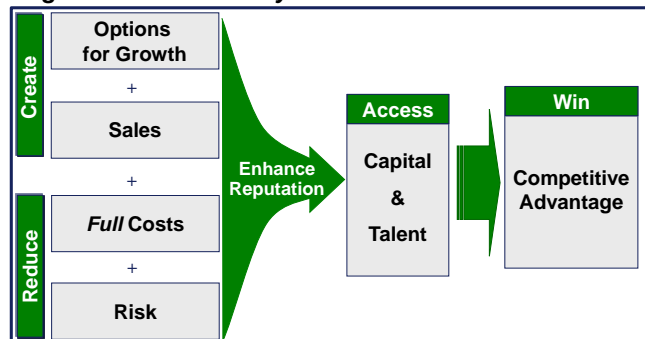 Create
Options
for Growth
+
Sales
+
Reduce
Full Costs
+
Risk
Enhance
Reputation
Access
Capital
&
Talent
Win
Competitive
Advantage